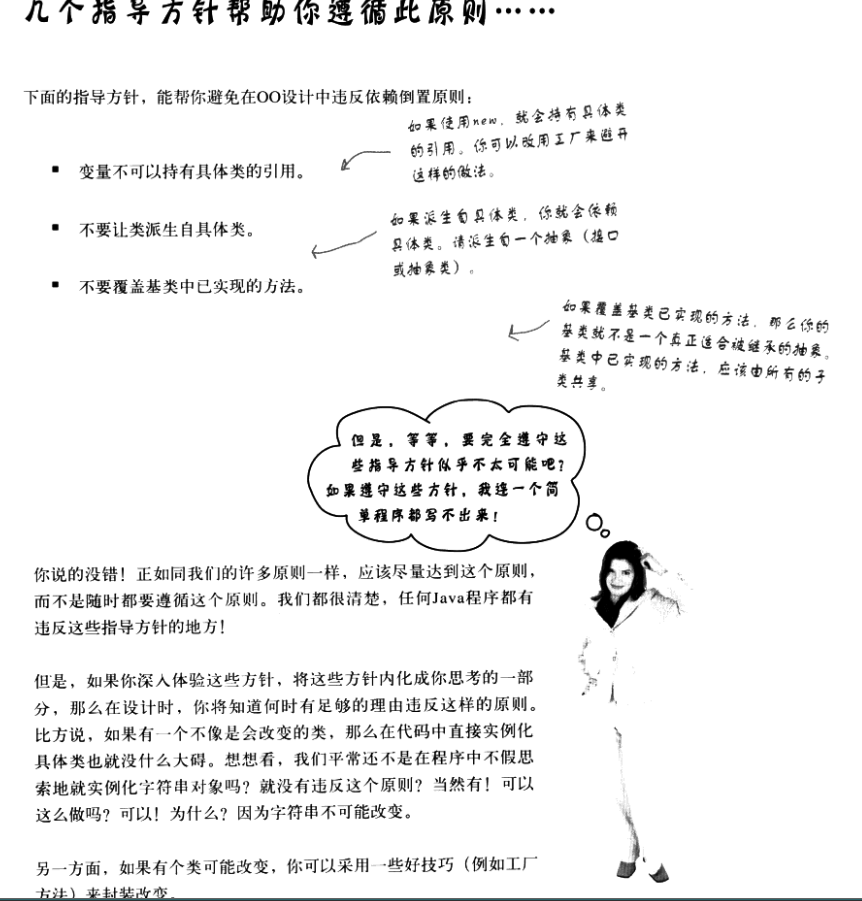 几个指导方针帮助你遵循此原则……
下面的指导方针，能帮你避免在OO设计中违反依赖倒置原则：
如果使用new，就会持有具体类
的引用。你可以改用工厂来避开
这样的做法。
■ 变量不可以持有具体类的引用。
如果派生自具体类，你就会依赖
具体类。请派生自一个抽象（接口
或抽象类）。
■ 不要让类派生自具体类。
■ 不要覆盖基类中已实现的方法。
如果覆盖基类已实现的方法，那么你的
基类就不是一个真正适合被继承的抽象。
基类中已实现的方法，应该由所有的子
类共享。
但是，等等，要完全遵守这
些指导方针似乎不太可能吧？
如果遵守这些方针，我连一个简
单程序都写不出来！
你说的没错！正如同我们的许多原则一样，应该尽量达到这个原则，
而不是随时都要遵循这个原则。我们都很清楚，任何Java程序都有
违反这些指导方针的地方！
但是，如果你深入体验这些方针，将这些方针内化成你思考的一部
分，那么在设计时，你将知道何时有足够的理由违反这样的原则。
比方说，如果有一个不像是会改变的类，那么在代码中直接实例化
具体类也就没什么大碍。想想看，我们平常还不是在程序中不假思
索地就实例化字符串对象吗？就没有违反这个原则？当然有！可以
这么做吗？可以！为什么？因为字符串不可能改变。
另一方面，如果有个类可能改变，你可以采用一些好技巧（例如工厂
方法）来封装改变。